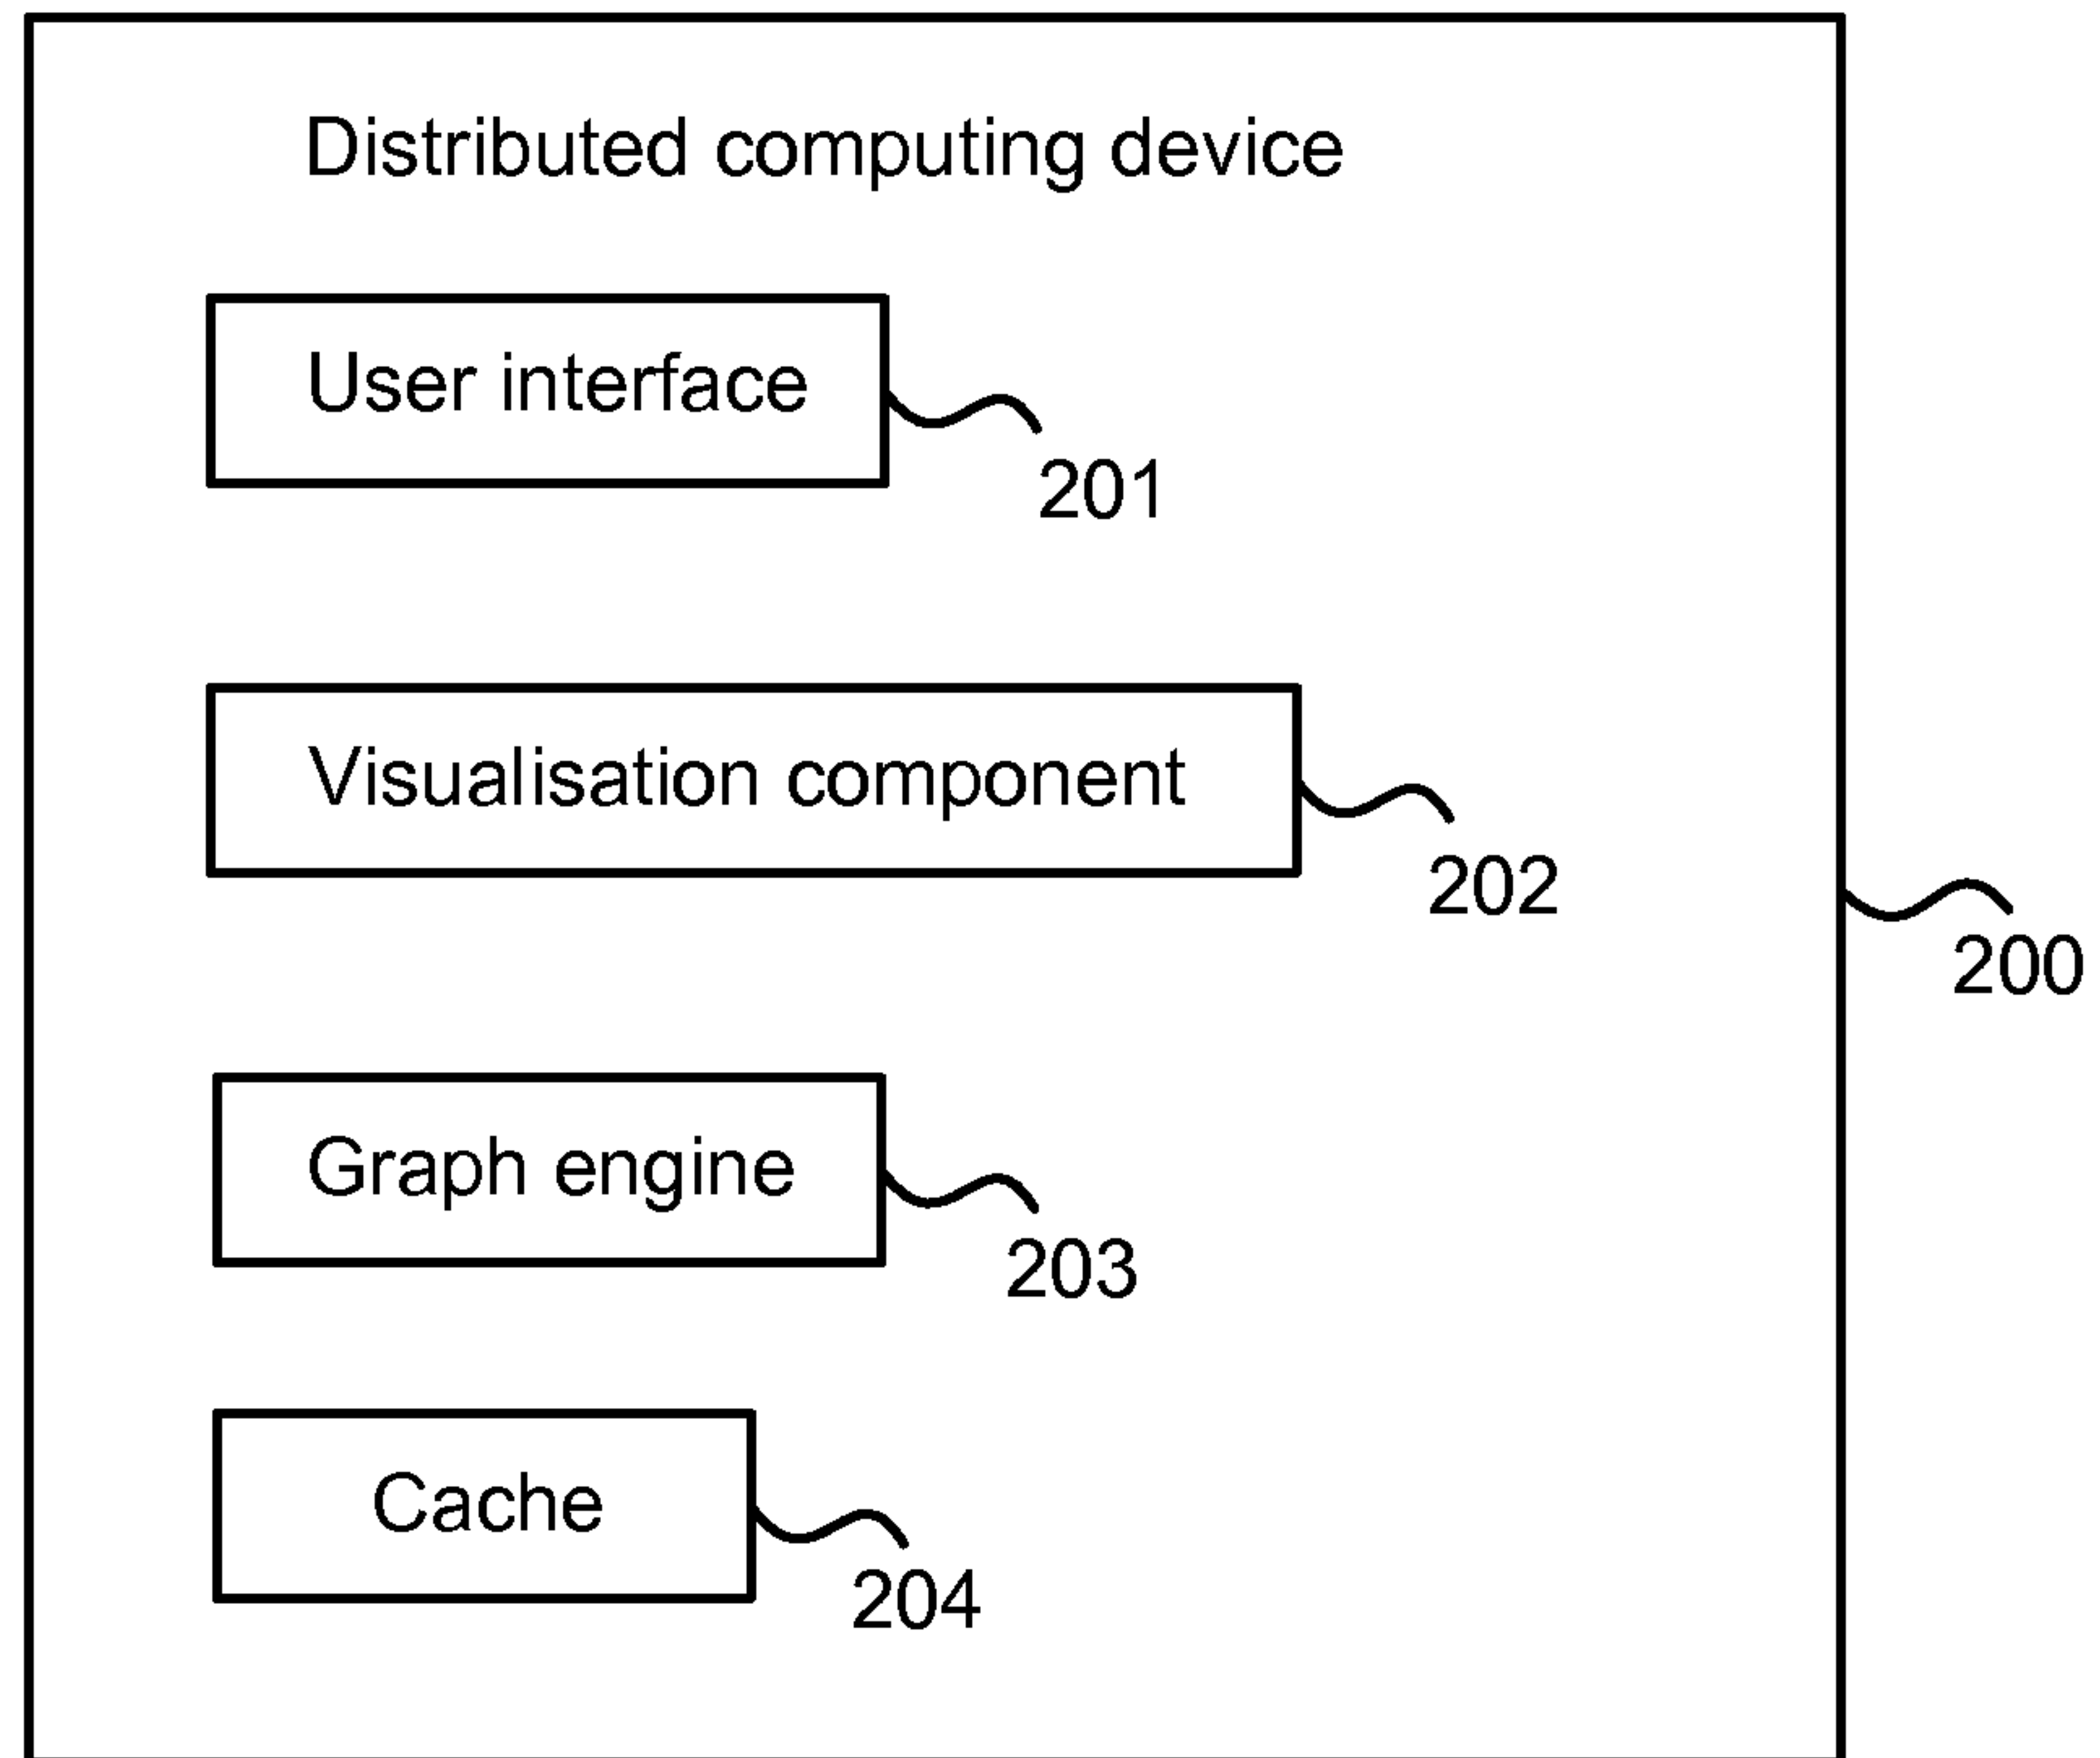 Distributed computing device
User interface
201
Visualisation component
202
200
Graph engine
203
Cache
204